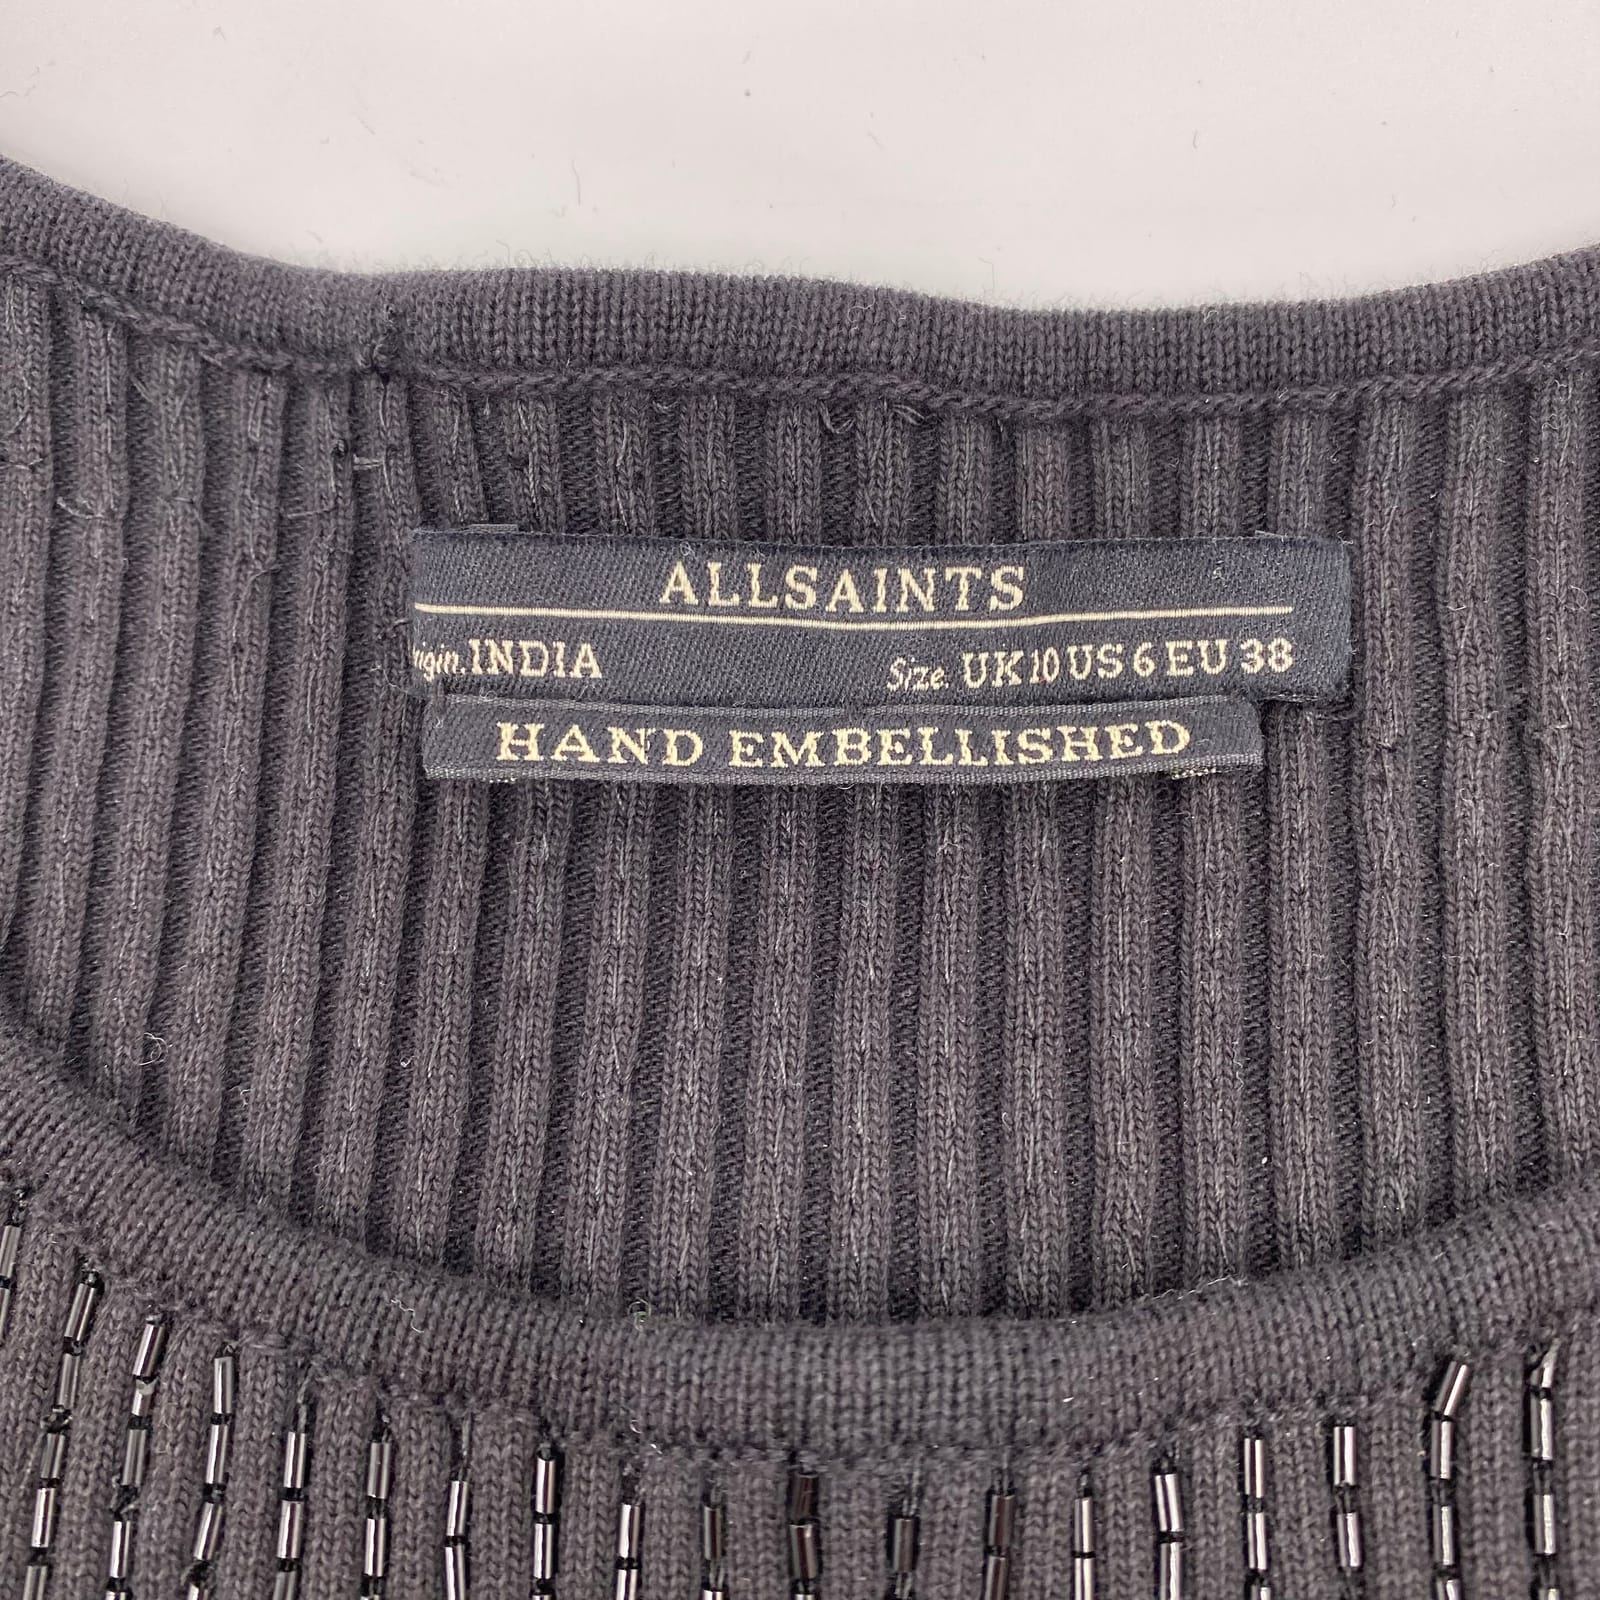 ALLSAINTS
INDIA Size. UK10 US 6 EU 38
HAND EMBELLISHED